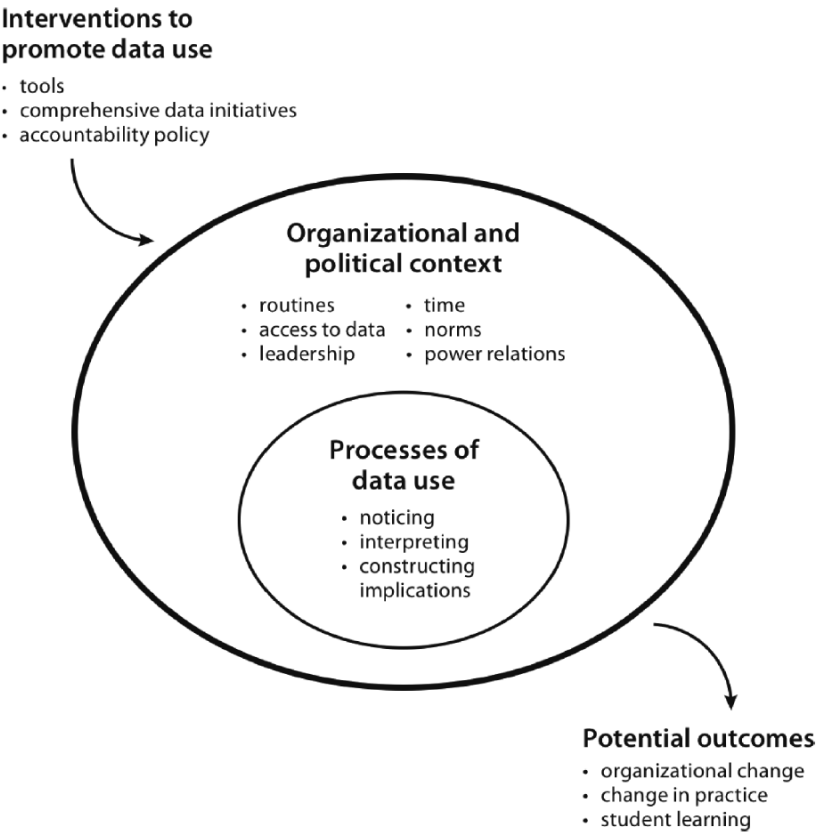 Interventions to
promote data use
• tools
• comprehensive data initiatives
• accountability policy
Organizational and
political context
• routines
• access to data
• leadership
• time
• norms
• power relations
Processes of
data use
• noticing
• interpreting
• constructing
implications
Potential outcomes
• organizational change
• change in practice
• student learning